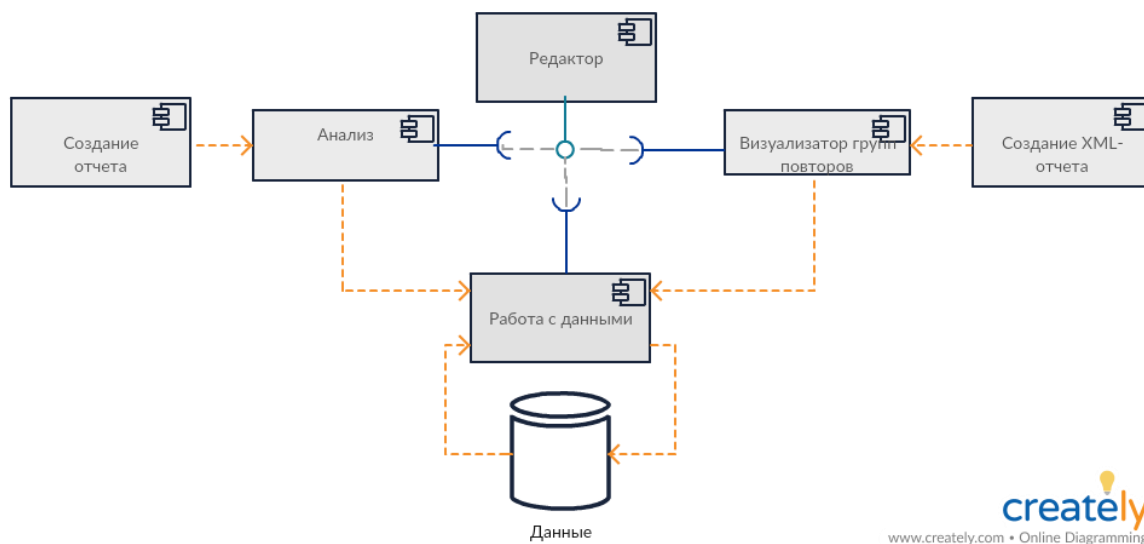 Редактор
Создание
отчета
Анализ
Визуализатор групп
повторов
Создание XML-
отчета
Работа с данными
Данные
creately
www.creately.com • Online Diagramming